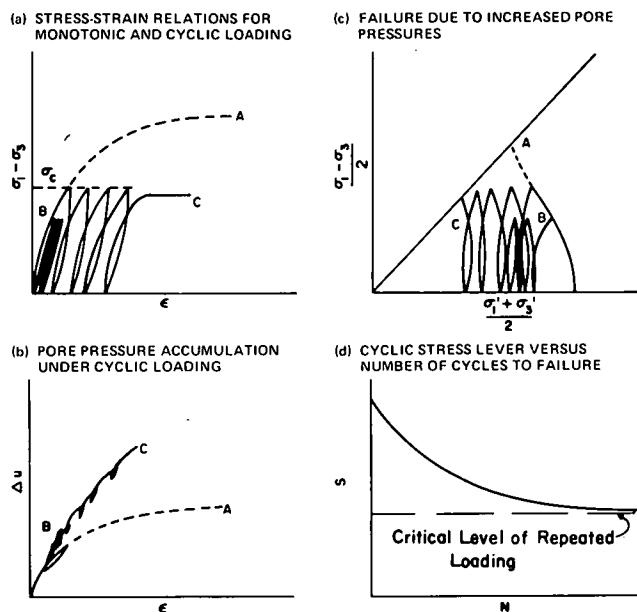 (a) STRESS-STRAIN RELATIONS FOR
MONOTONIC AND CYCLIC LOADING
σ₁ - σ₃
σc
A
B
C
ϵ
(b) PORE PRESSURE ACCUMULATION
UNDER CYCLIC LOADING
Δu
C
B
A
ϵ
(c) FAILURE DUE TO INCREASED PORE
PRESSURES
σ₁ - σ₃
2
A
B
C
σ₁' + σ₃'
2
(d) CYCLIC STRESS LEVER VERSUS
NUMBER OF CYCLES TO FAILURE
S
Critical Level of Repeated
Loading
N